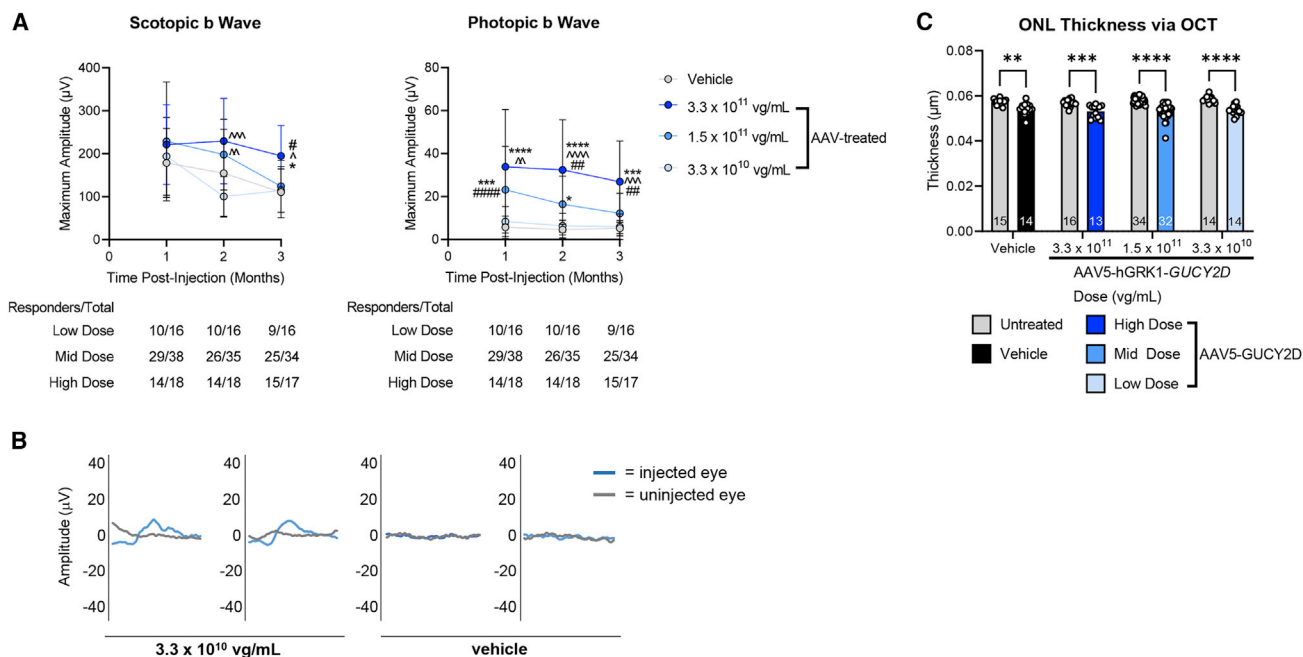 A
Scotopic b Wave
Maximum Amplitude (µV)
400
300
200
100
0
^^^
^^
#
^
*
0 1 2 3
Time Post-Injection (Months)
Responders/Total
Low Dose 10/16 10/16 9/16
Mid Dose 29/38 26/35 25/34
High Dose 14/18 14/18 15/17
Photopic b Wave
Maximum Amplitude (µV)
80
60
40
20
0
****
^^
***
####
****
^^^^
##
*
***
^^^
##
0 1 2 3
Time Post-Injection (Months)
Responders/Total
Low Dose 10/16 10/16 9/16
Mid Dose 29/38 26/35 25/34
High Dose 14/18 14/18 15/17
Vehicle
3.3 x 10¹¹ vg/mL
1.5 x 10¹¹ vg/mL
3.3 x 10¹⁰ vg/mL
AAV-treated
B
Amplitude (µV)
40 40 40 40
20 20 20 20
0 0 0 0
-20 -20 -20 -20
-40 -40 -40 -40
3.3 x 10¹⁰ vg/mL
vehicle
= injected eye
= uninjected eye
C
ONL Thickness via OCT
Thickness (µm)
0.08
0.06
0.04
0.02
0.00
** *** **** ****
15 14 16 13 34 32 14 14
Vehicle 3.3 x 10¹¹ 1.5 x 10¹¹ 3.3 x 10¹⁰
AAV5-hGRK1-GUCY2D
Dose (vg/mL)
Untreated
Vehicle
High Dose
Mid Dose
Low Dose
AAV5-GUCY2D